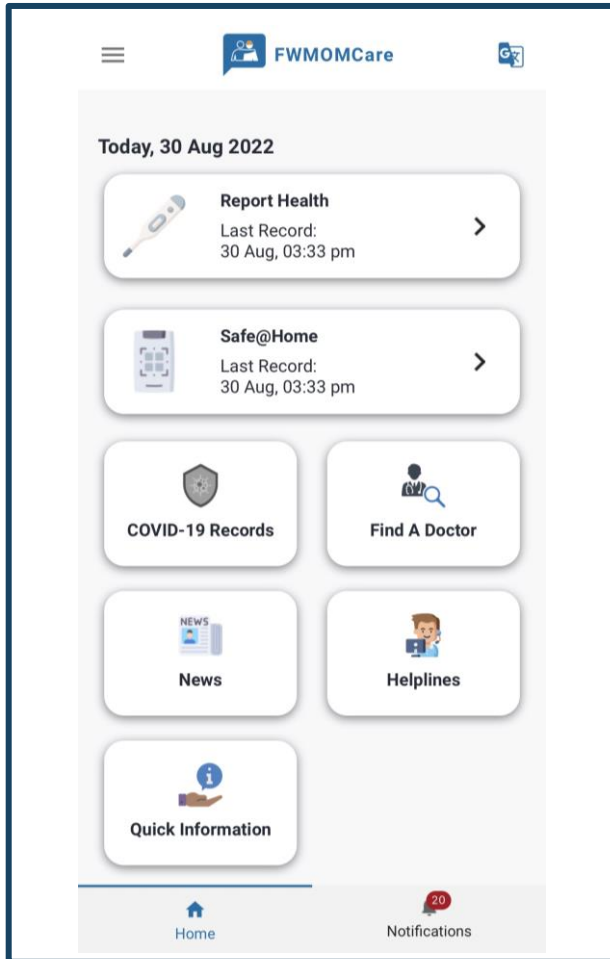 FWMOMCare
Today, 30 Aug 2022
Report Health
Last Record:
30 Aug, 03:33 pm
Safe@Home
Last Record:
30 Aug, 03:33 pm
COVID-19 Records
Find A Doctor
NEWS
News
Helplines
Quick Information
20
Home
Notifications